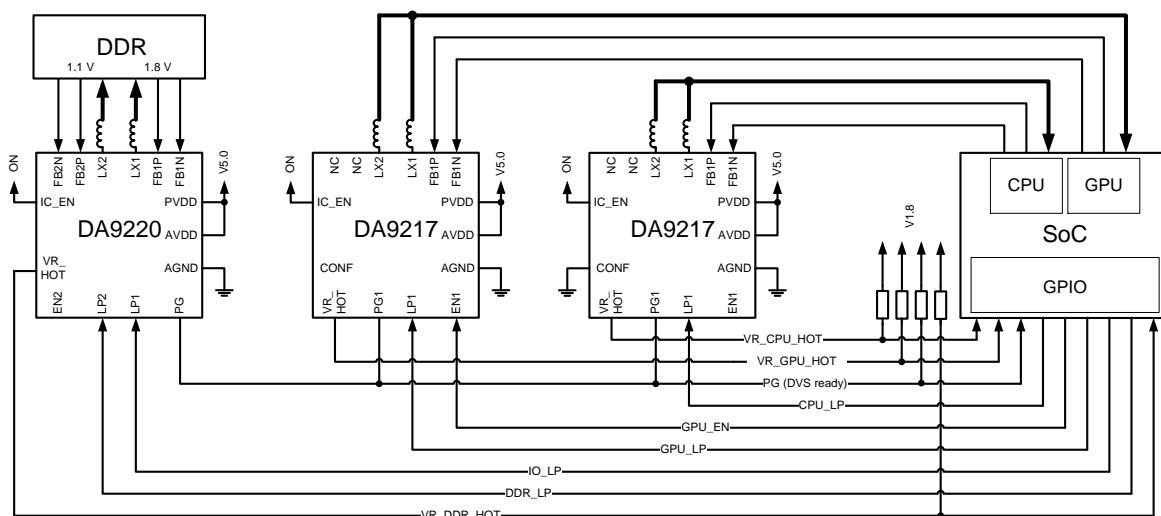 DDR
1.1 V 1.8 V
FB2N FB2P LX2 LX1 FB1P FB1N
ON
V5.0
IC_EN
PVDD
DA9220
AVDD
VR_
HOT
AGND
EN2 LP2 LP1 PG
NC NC LX2 LX1 FB1P FB1N
ON
V5.0
IC_EN
PVDD
DA9217
AVDD
CONF
AGND
VR_
HOT
PG1 LP1 EN1
NC NC LX2 LX1 FB1P FB1N
ON
V5.0
IC_EN
PVDD
DA9217
AVDD
CONF
AGND
VR_
HOT
PG1 LP1 EN1
V1.8
CPU GPU
SoC
GPIO
VR_CPU_HOT
VR_GPU_HOT
PG (DVS ready)
CPU_LP
GPU_EN
GPU_LP
IO_LP
DDR_LP
VR_DDR_HOT